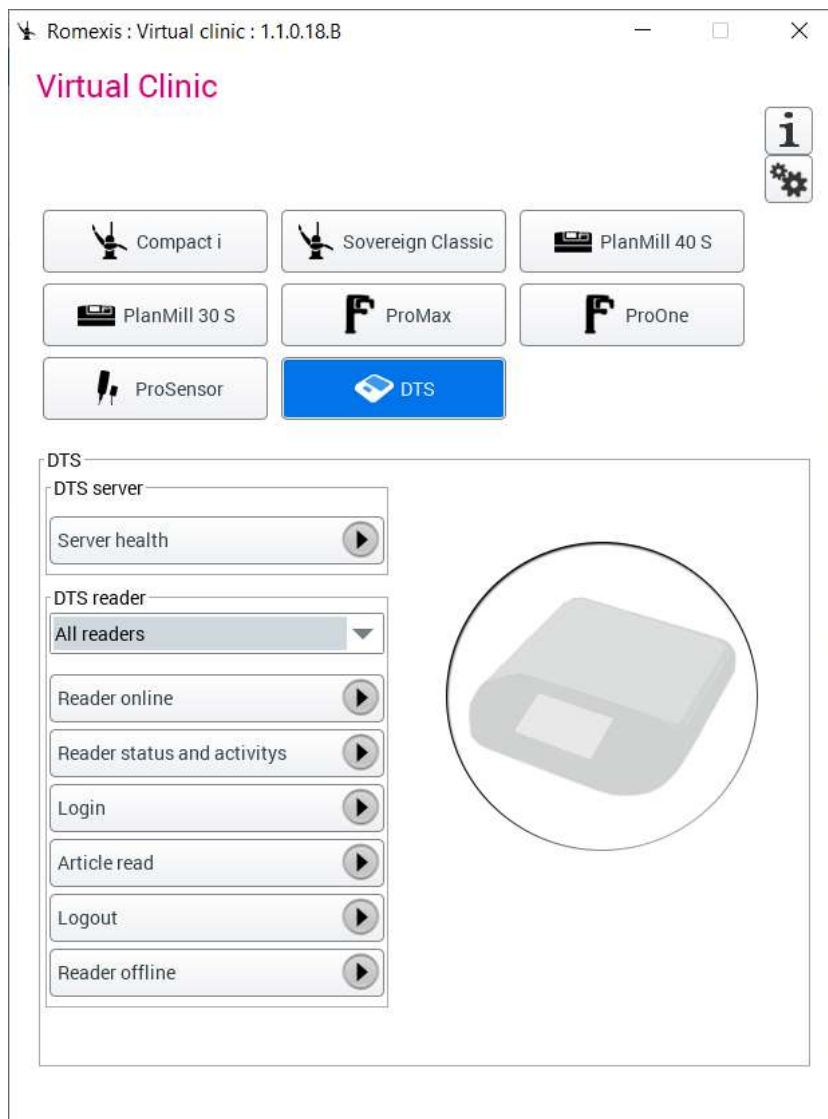 Romexis : Virtual clinic : 1.1.0.18.B
Virtual Clinic
i
Compact i
Sovereign Classic
PlanMill 40 S
PlanMill 30 S
ProMax
ProOne
ProSensor
DTS
DTS
DTS server
Server health
DTS reader
All readers
Reader online
Reader status and activitys
Login
Article read
Logout
Reader offline